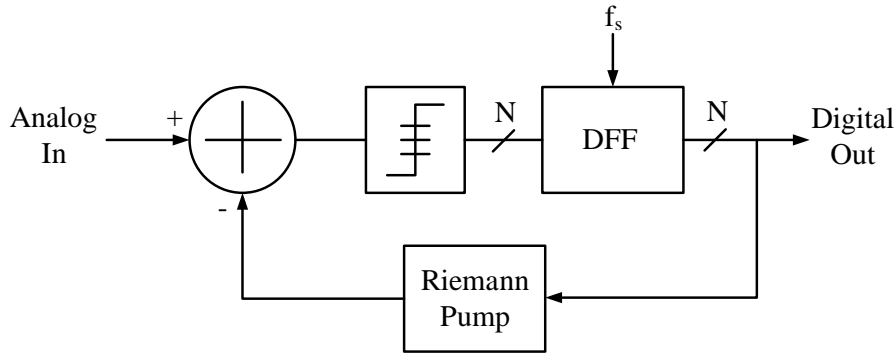 f_s
Analog
In
+
-
N
DFF
N
Digital
Out
Riemann
Pump